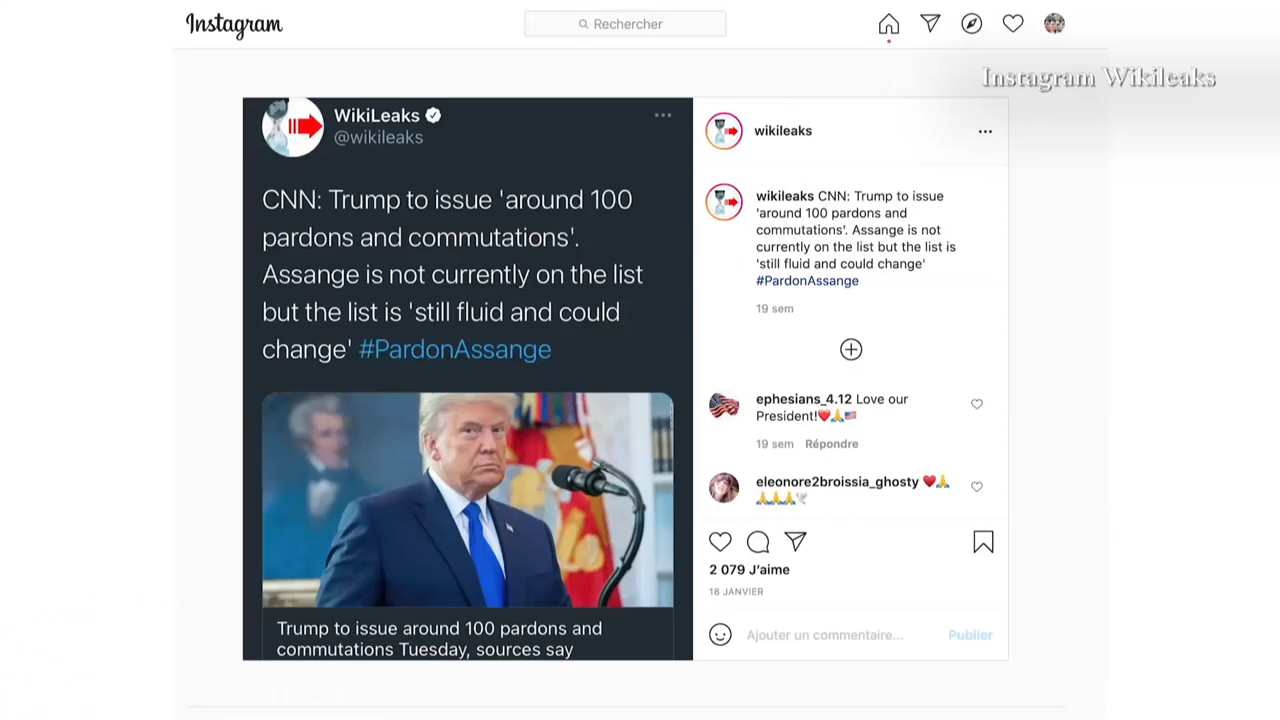 Instagram
Rechercher
Instagram Wikileaks
WikiLeaks
@wikileaks
CNN: Trump to issue 'around 100
pardons and commutations'.
Assange is not currently on the list
but the list is 'still fluid and could
change' #PardonAssange
Trump to issue around 100 pardons and
commutations Tuesday, sources say
wikileaks
wikileaks CNN: Trump to issue
'around 100 pardons and
commutations'. Assange is not
currently on the list but the list is
'still fluid and could change'
#PardonAssange
19 sem
ephesians_4.12 Love our
President!❤️🙏🇺🇸
19 sem Répondre
eleonore2broissia_ghosty ❤️🙏
🙏🙏🙏🕊️
2 079 J'aime
18 JANVIER
Ajouter un commentaire... Publier